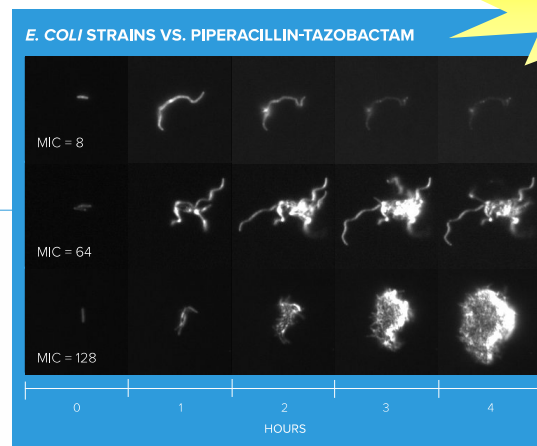 E. COLI STRAINS VS. PIPERACILLIN-TAZOBACTAM
MIC = 8
MIC = 64
MIC = 128
0 1 2 3 4
HOURS